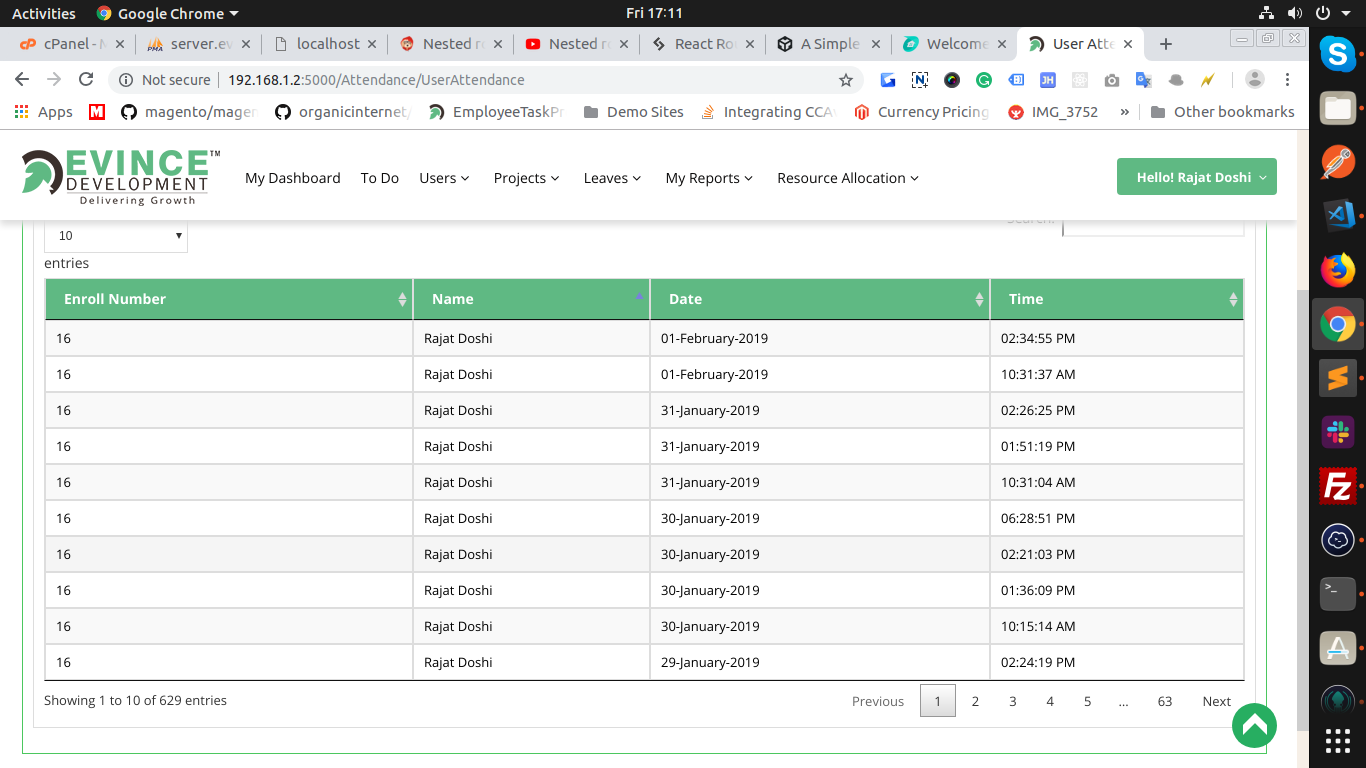 Activities Google Chrome Fri 17:11
cPanel - M server.ev localhost Nested ro Nested ro React Rou A Simple Welcome User Atte
Not secure 192.168.1.2:5000/Attendance/UserAttendance
Apps magento/magen organicinternet/ EmployeeTaskPr Demo Sites Integrating CCAv Currency Pricing IMG_3752 » Other bookmarks
EVINCE™
DEVELOPMENT
Delivering Growth
My Dashboard To Do Users Projects Leaves My Reports Resource Allocation Hello! Rajat Doshi
10 Search:
entries
Enroll Number Name Date Time
16 Rajat Doshi 01-February-2019 02:34:55 PM
16 Rajat Doshi 01-February-2019 10:31:37 AM
16 Rajat Doshi 31-January-2019 02:26:25 PM
16 Rajat Doshi 31-January-2019 01:51:19 PM
16 Rajat Doshi 31-January-2019 10:31:04 AM
16 Rajat Doshi 30-January-2019 06:28:51 PM
16 Rajat Doshi 30-January-2019 02:21:03 PM
16 Rajat Doshi 30-January-2019 01:36:09 PM
16 Rajat Doshi 30-January-2019 10:15:14 AM
16 Rajat Doshi 29-January-2019 02:24:19 PM
Showing 1 to 10 of 629 entries Previous 1 2 3 4 5 … 63 Next